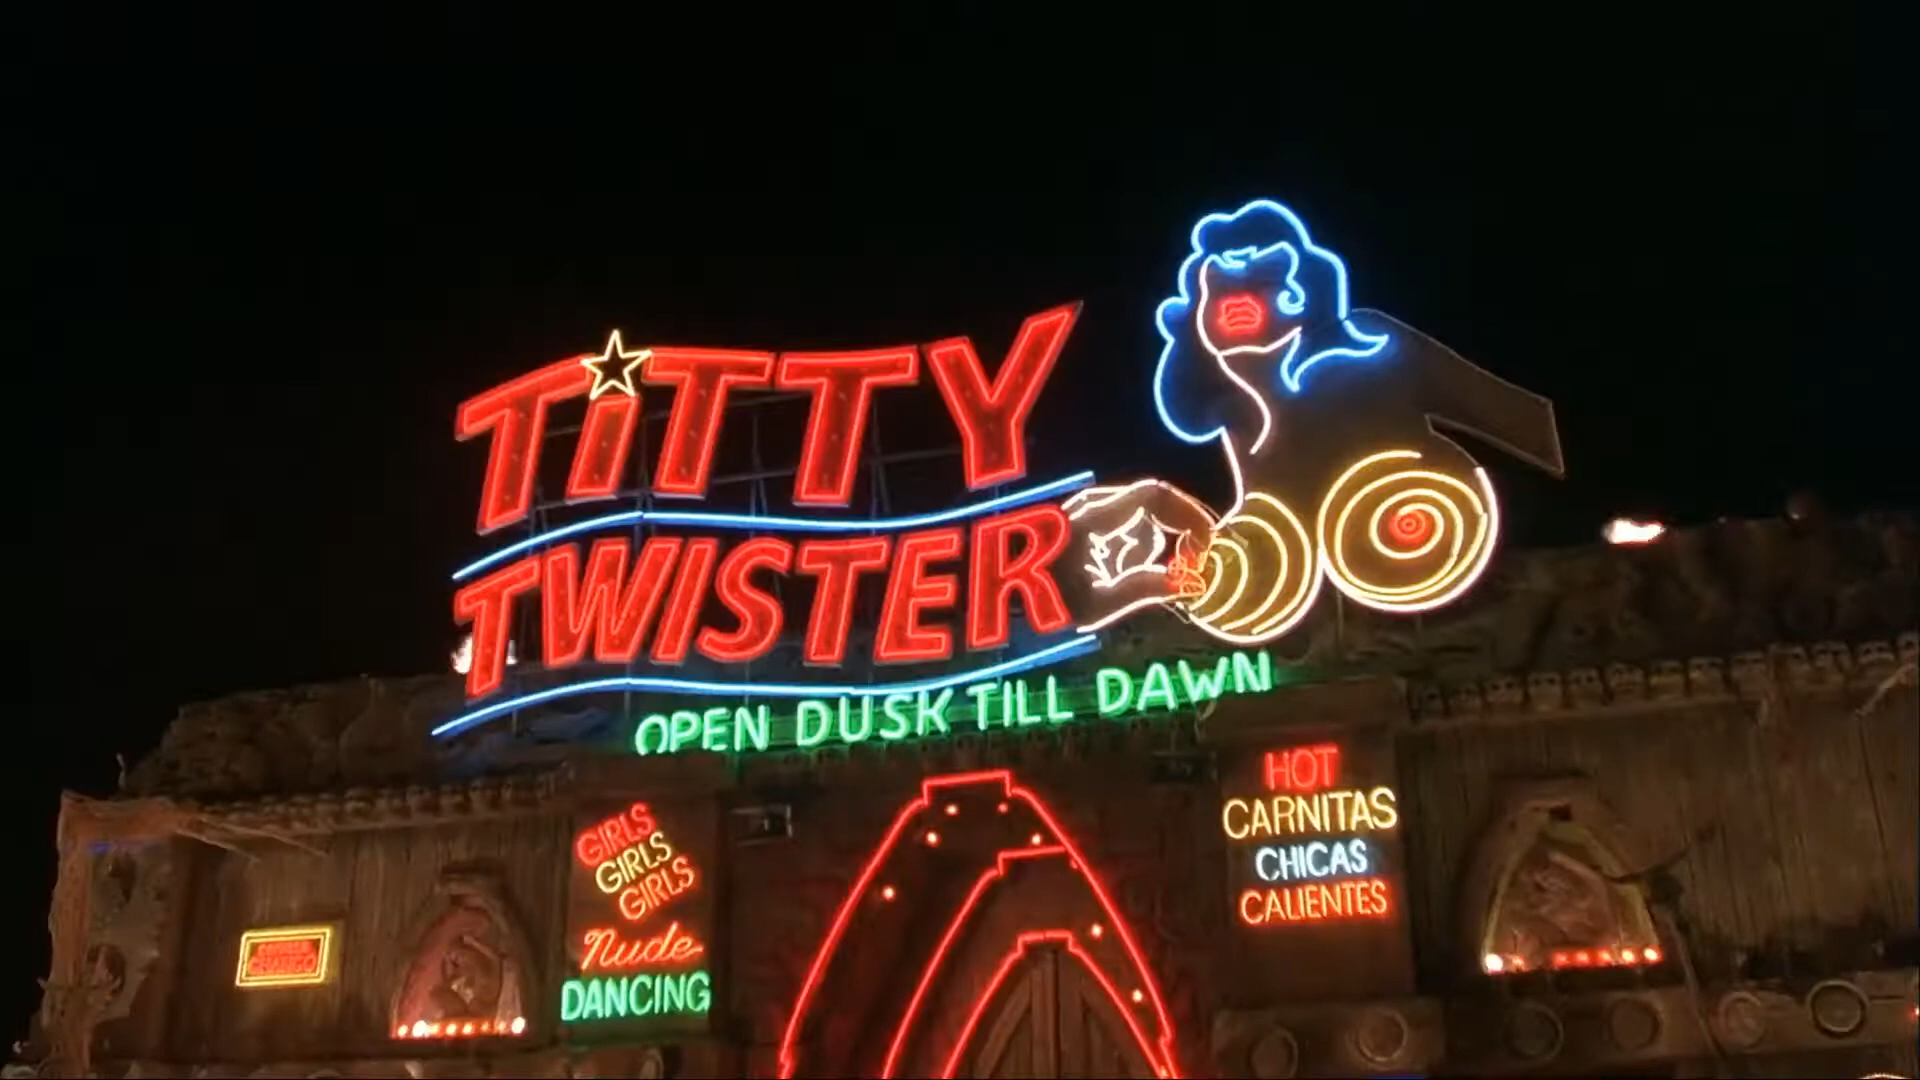 TiTTY
TWISTER
OPEN DUSK TILL DAWN
GIRLS
GIRLS
GIRLS
Nude
DANCING
HOT
CARNITAS
CHICAS
CALIENTES